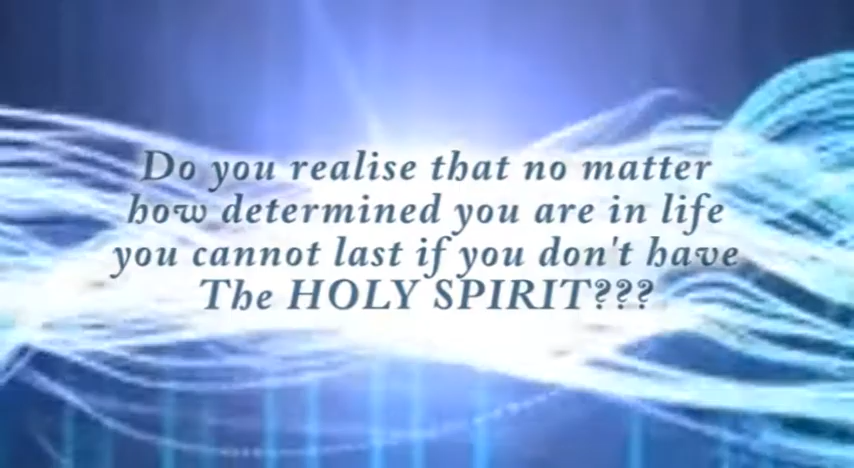 Do you realise that no matter
how determined you are in life
you cannot last if you don't have
The HOLY SPIRIT???